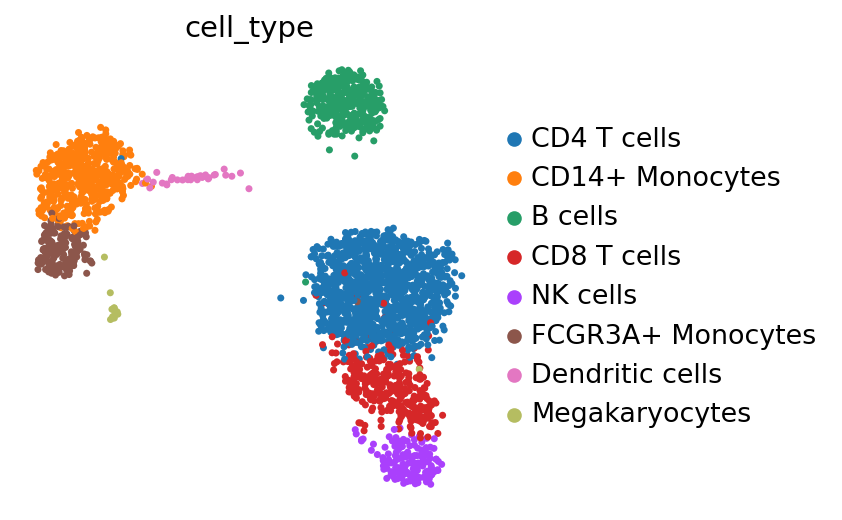 cell_type
CD4 T cells
CD14+ Monocytes
B cells
CD8 T cells
NK cells
FCGR3A+ Monocytes
Dendritic cells
Megakaryocytes